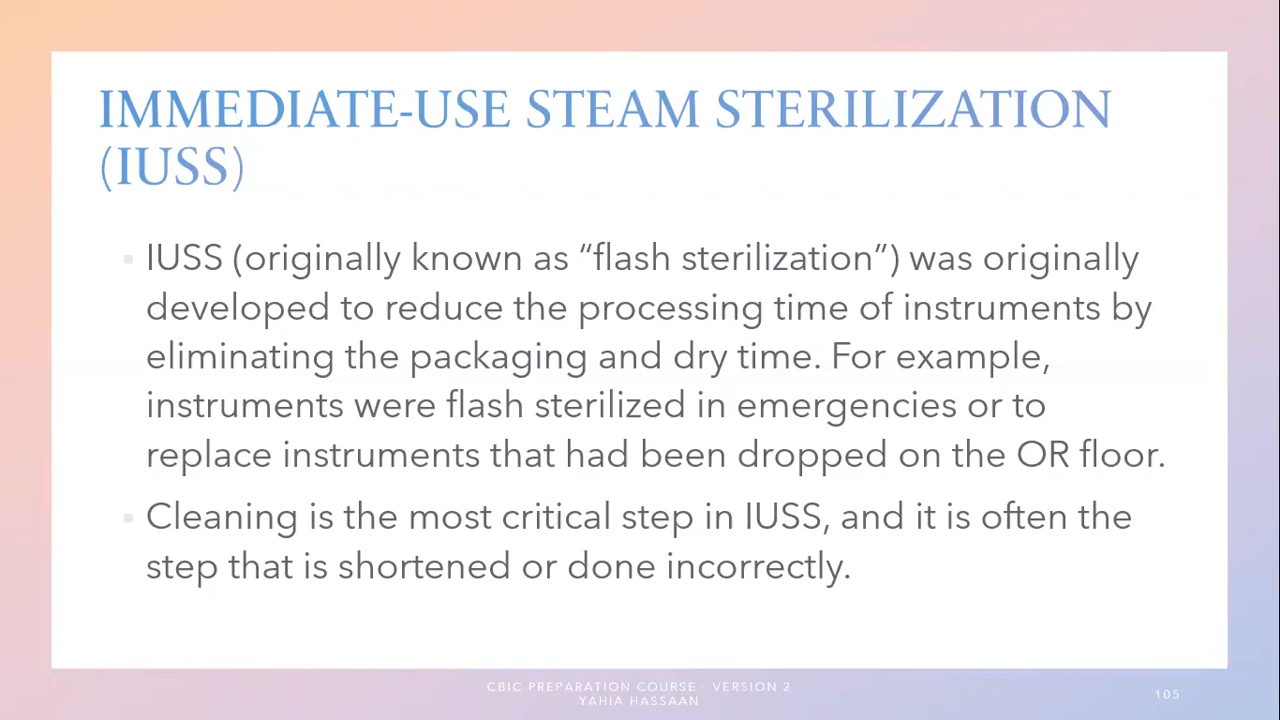 IMMEDIATE-USE STEAM STERILIZATION
(IUSS)
IUSS (originally known as “flash sterilization”) was originally
developed to reduce the processing time of instruments by
eliminating the packaging and dry time. For example,
instruments were flash sterilized in emergencies or to
replace instruments that had been dropped on the OR floor.
Cleaning is the most critical step in IUSS, and it is often the
step that is shortened or done incorrectly.
CBIC PREPARATION COURSE - VERSION 2
YAHIA HASSAAN
105